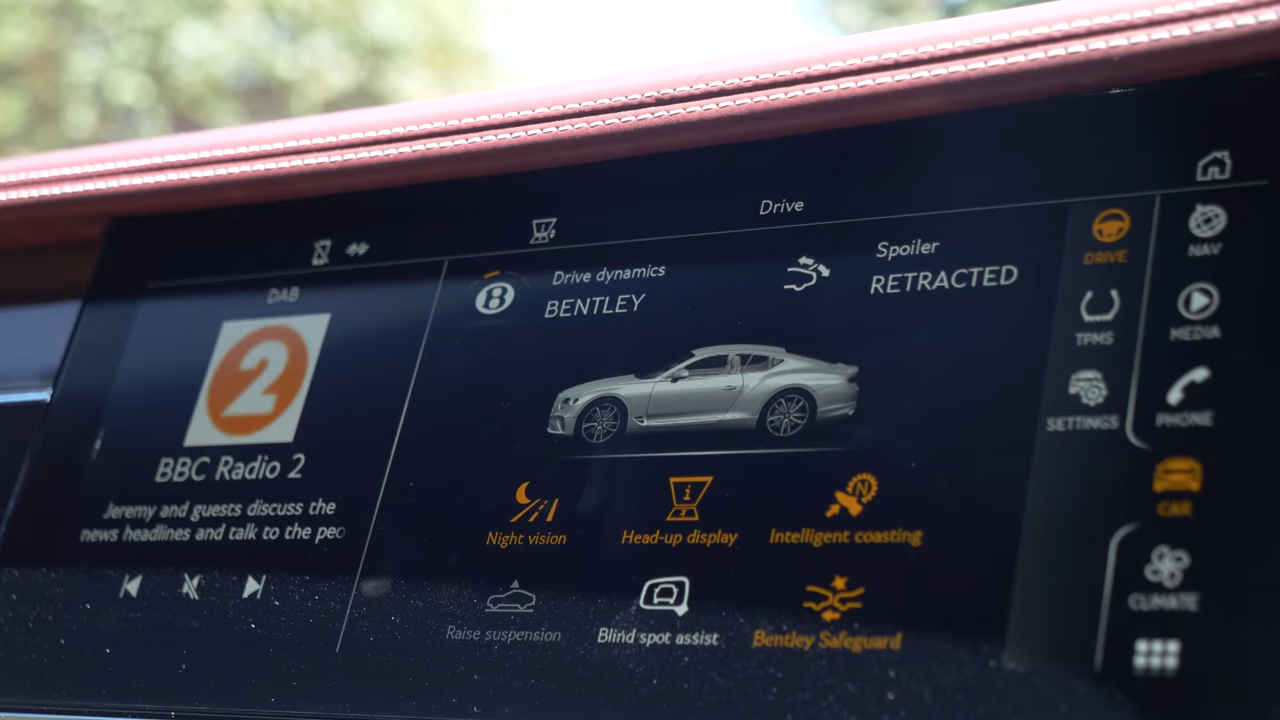 Drive
DAB
2
BBC Radio 2
Jeremy and guests discuss the
news headlines and talk to the peo
B
Drive dynamics
BENTLEY
Spoiler
RETRACTED
Night vision
i
Head-up display
N
Intelligent coasting
Raise suspension
Blind spot assist
Bentley Safeguard
DRIVE
TPMS
SETTINGS
NAV
MEDIA
PHONE
CAR
CLIMATE